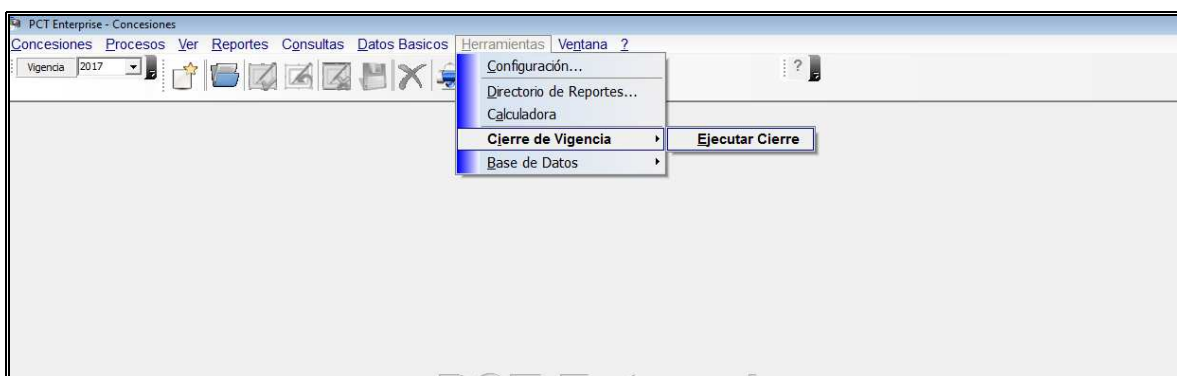 PCT Enterprise - Concesiones
Concesiones Procesos Ver Reportes Consultas Datos Basicos Herramientas Ventana ?
Vigencia 2017 ?
Configuración...
Directorio de Reportes...
Calculadora
Cierre de Vigencia Ejecutar Cierre
Base de Datos